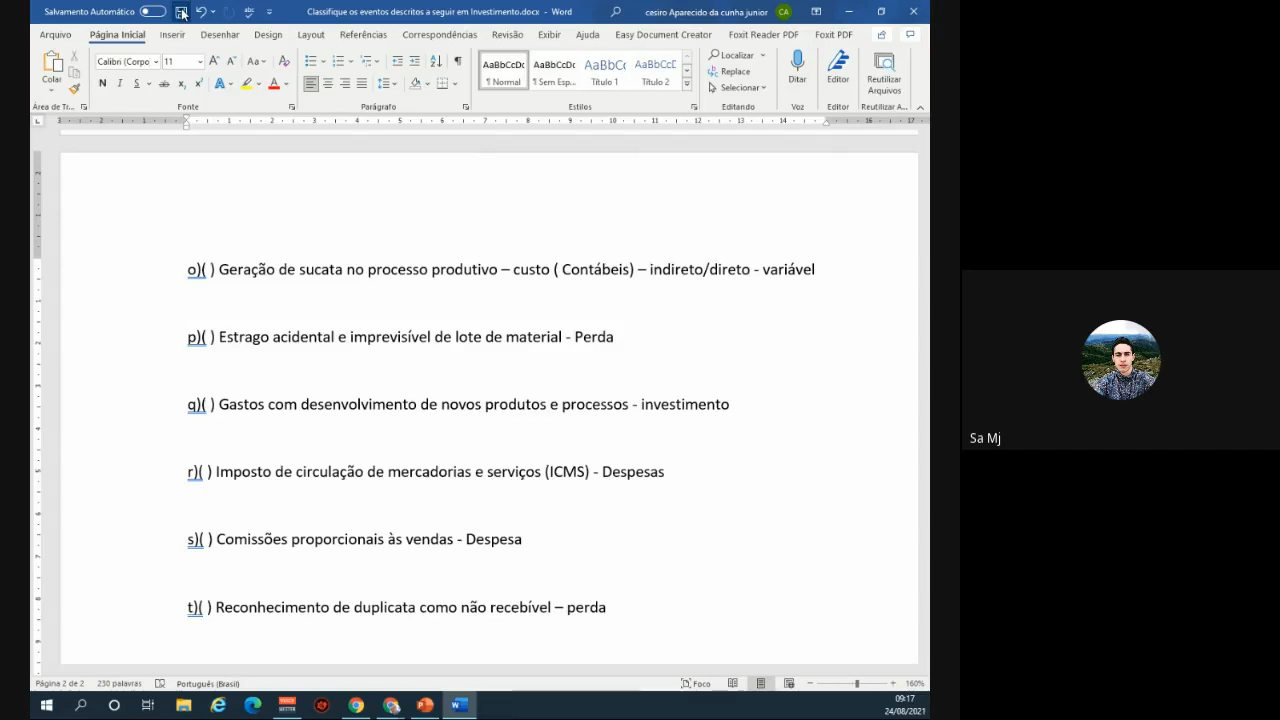 Salvamento Automático
Classifique os eventos descritos a seguir em Investimento.docx - Word
cesiro Aparecido da cunha junior CA
Arquivo Página Inicial Inserir Desenhar Design Layout Referências Correspondências Revisão Exibir Ajuda Easy Document Creator Foxit Reader PDF Foxit PDF
Colar
Calibri (Corpo 11
N I S
AaBbCcDc AaBbCcDc AaBbCc AaBbCcD
¶ Normal ¶ Sem Esp... Título 1 Título 2
Localizar
Replace
Selecionar
Ditar
Editor
Reutilizar Arquivos
Área de Tr... Fonte Parágrafo Estilos Editando Voz Editor Reutilizar A...
o)( ) Geração de sucata no processo produtivo – custo ( Contábeis) – indireto/direto - variável
p)( ) Estrago acidental e imprevisível de lote de material - Perda
q)( ) Gastos com desenvolvimento de novos produtos e processos - investimento
r)( ) Imposto de circulação de mercadorias e serviços (ICMS) - Despesas
s)( ) Comissões proporcionais às vendas - Despesa
t)( ) Reconhecimento de duplicata como não recebível – perda
Sa Mj
Página 2 de 2 230 palavras Português (Brasil) Foco 160%
09:17
24/08/2021